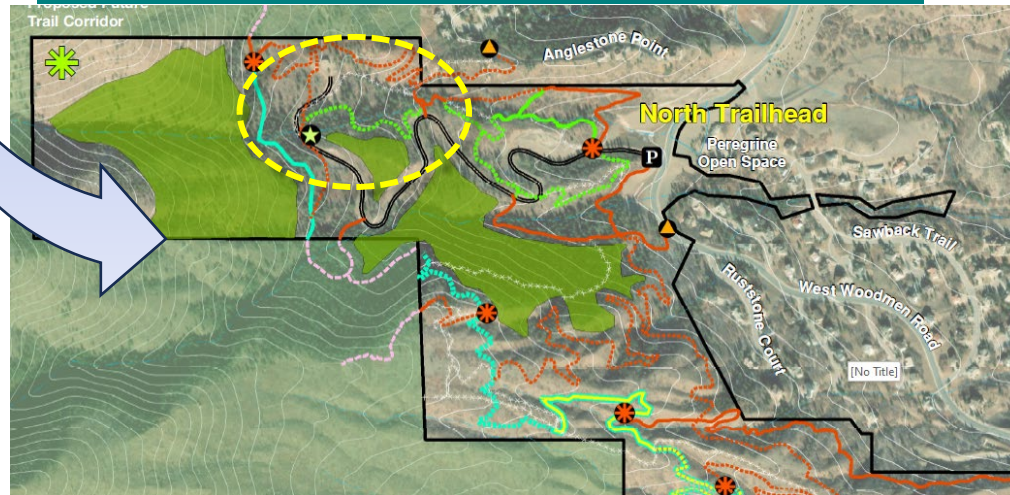 Proposed Future
Trail Corridor
Anglestone Point
North Trailhead
P
Peregrine
Open Space
Sawback Trail
West Woodmen Road
Ruststone Court
[No Title]